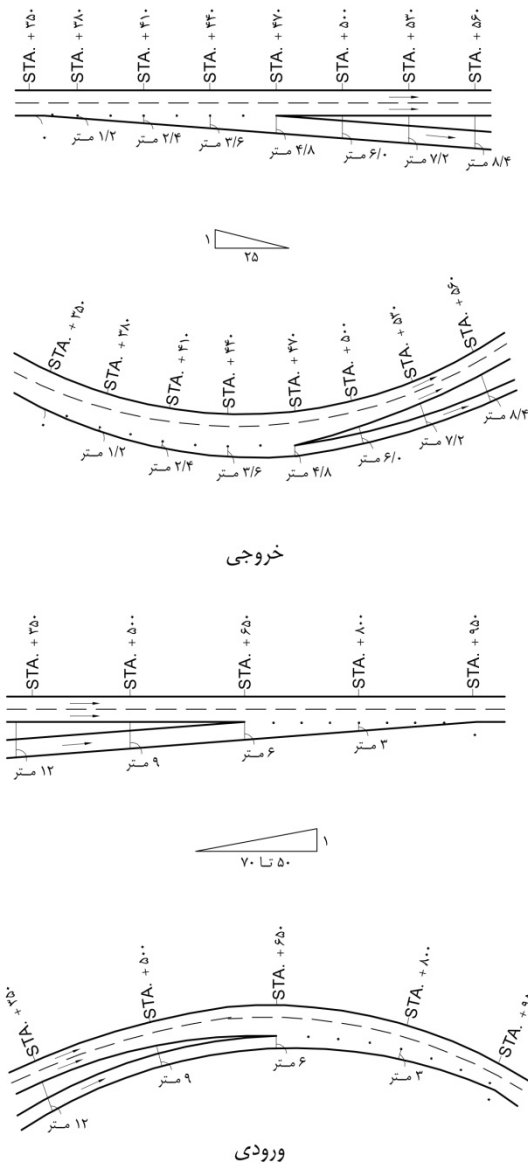 STA. + ۳۵۰
STA. + ۳۸۰
STA. + ۴۱۰
STA. + ۴۴۰
STA. + ۴۷۰
STA. + ۵۰۰
STA. + ۵۳۰
STA. + ۵۶۰
۰
۱/۲ متر
۲/۴ متر
۳/۶ متر
۴/۸ متر
۶/۰ متر
۷/۲ متر
۸/۴ متر
۱
۲۵
STA. + ۳۵۰
STA. + ۳۸۰
STA. + ۴۱۰
STA. + ۴۴۰
STA. + ۴۷۰
STA. + ۵۰۰
STA. + ۵۳۰
STA. + ۵۶۰
۰
۱/۲ متر
۲/۴ متر
۳/۶ متر
۴/۸ متر
۶/۰ متر
۷/۲ متر
۸/۴ متر
خروجی
STA. + ۳۵۰
STA. + ۵۰۰
STA. + ۶۵۰
STA. + ۸۰۰
STA. + ۹۵۰
۱۲ متر
۹ متر
۶ متر
۳ متر
۰
۱
۵۰ تا ۷۰
STA. + ۳۵۰
STA. + ۵۰۰
STA. + ۶۵۰
STA. + ۸۰۰
۱۲ متر
۹ متر
۶ متر
۳ متر
۰
ورودی